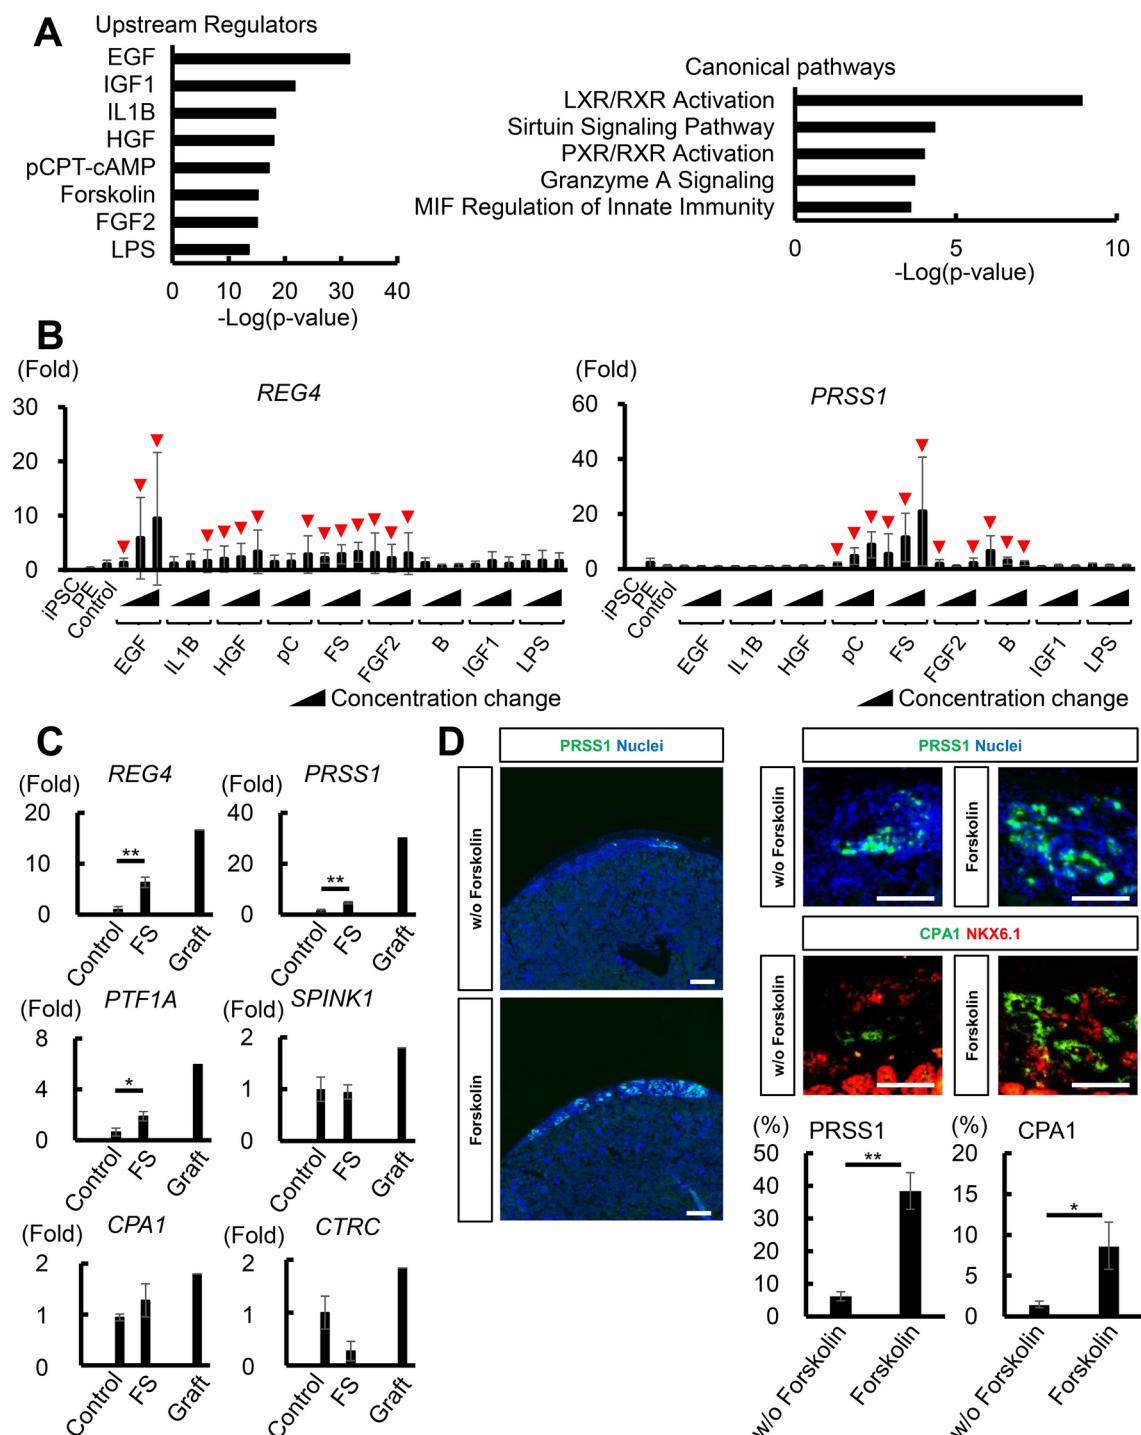 A
Upstream Regulators
EGF
IGF1
IL1B
HGF
pCPT-cAMP
Forskolin
FGF2
LPS
0 10 20 30 40
-Log(p-value)
Canonical pathways
LXR/RXR Activation
Sirtuin Signaling Pathway
PXR/RXR Activation
Granzyme A Signaling
MIF Regulation of Innate Immunity
0 5 10
-Log(p-value)
B
(Fold)
REG4
30
20
10
0
iPSC
PE
Control
EGF
IL1B
HGF
pC
FS
FGF2
B
IGF1
LPS
Concentration change
(Fold)
PRSS1
60
40
20
0
iPSC
PE
Control
EGF
IL1B
HGF
pC
FS
FGF2
B
IGF1
LPS
Concentration change
C
REG4
(Fold)
20
10
0
**
Control
FS
Graft
PRSS1
(Fold)
40
20
0
**
Control
FS
Graft
PTF1A
(Fold)
8
4
0
*
Control
FS
Graft
SPINK1
(Fold)
2
1
0
Control
FS
Graft
CPA1
(Fold)
2
1
0
Control
FS
Graft
CTRC
(Fold)
2
1
0
Control
FS
Graft
D
PRSS1 Nuclei
w/o Forskolin
Forskolin
PRSS1 Nuclei
w/o Forskolin
Forskolin
CPA1 NKX6.1
w/o Forskolin
Forskolin
(%)
PRSS1
50
40
30
20
10
0
**
w/o Forskolin
Forskolin
(%)
CPA1
20
15
10
5
0
*
w/o Forskolin
Forskolin